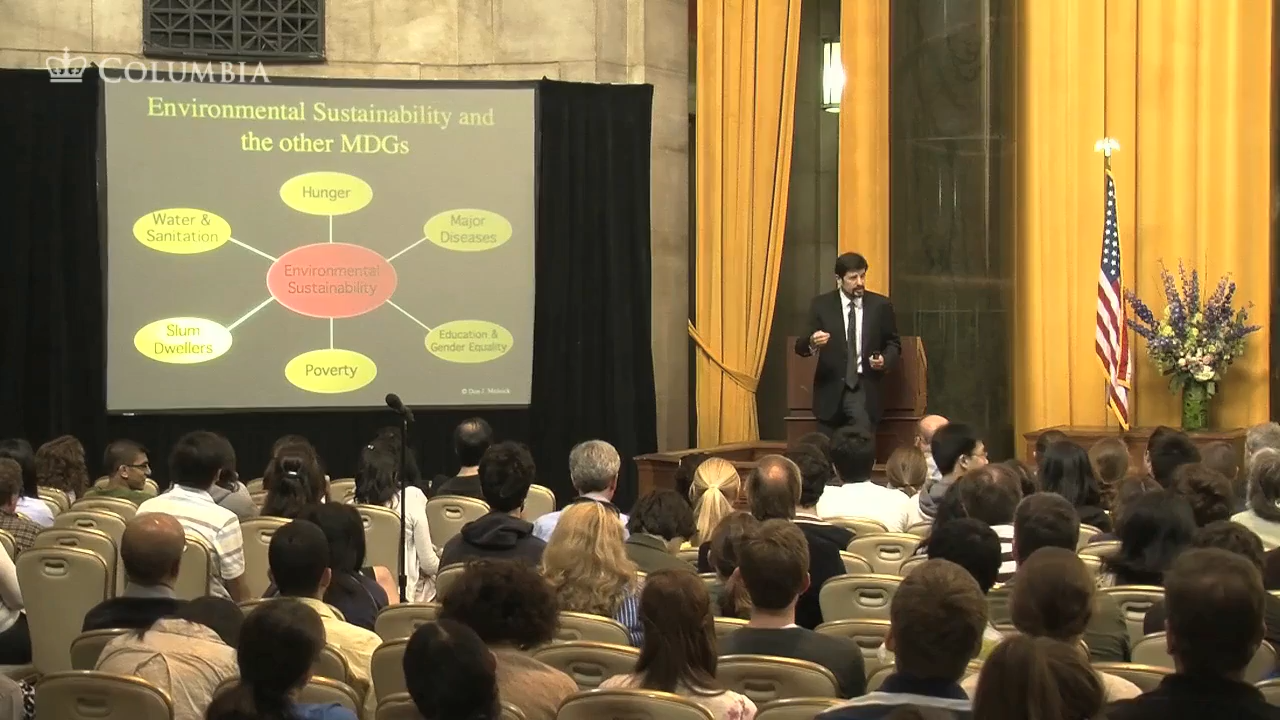 COLUMBIA
Environmental Sustainability and
the other MDGs
Hunger
Water &
Sanitation
Major
Diseases
Environmental
Sustainability
Slum
Dwellers
Education &
Gender Equality
Poverty